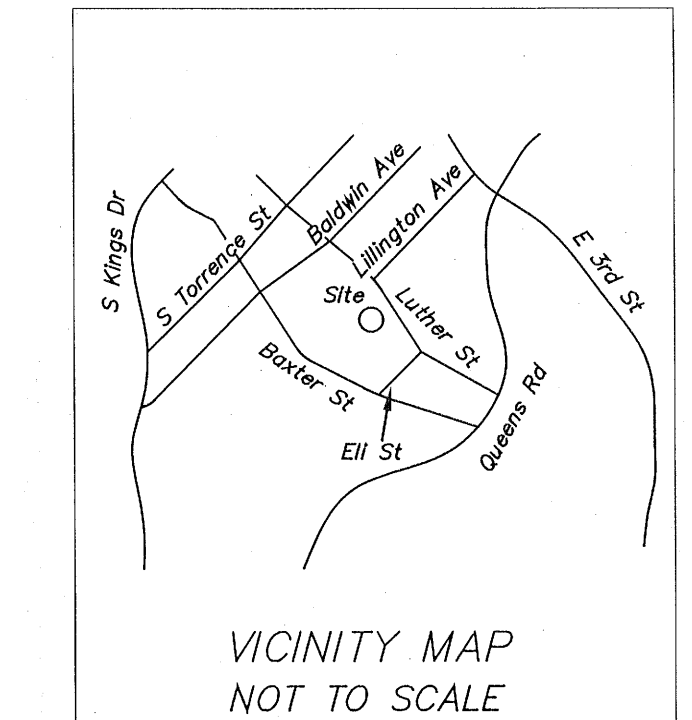 S Kings Dr
S Torrence St
Baldwin Ave
Lillington Ave
E 3rd St
Site
Luther St
Baxter St
Queens Rd
Eli St
VICINITY MAP
NOT TO SCALE